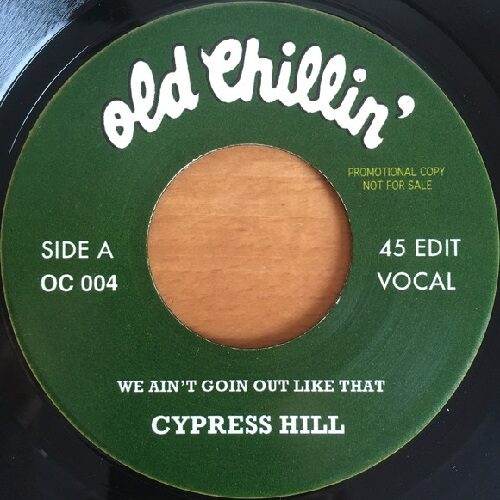 old Chillin'
PROMOTIONAL COPY
NOT FOR SALE
SIDE A
OC 004
45 EDIT
VOCAL
WE AIN'T GOIN OUT LIKE THAT
CYPRESS HILL